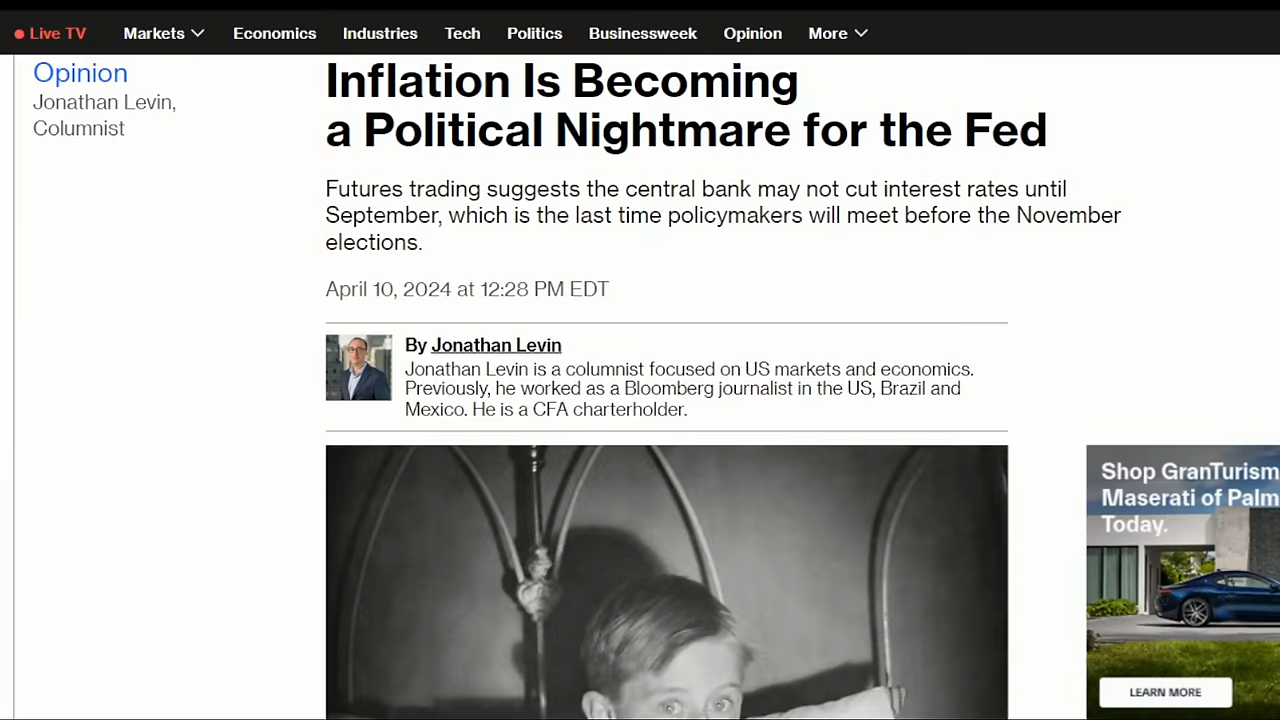 Live TV
Markets
Economics
Industries
Tech
Politics
Businessweek
Opinion
More
Opinion
Jonathan Levin,
Columnist
Inflation Is Becoming
a Political Nightmare for the Fed
Futures trading suggests the central bank may not cut interest rates until
September, which is the last time policymakers will meet before the November
elections.
April 10, 2024 at 12:28 PM EDT
By Jonathan Levin
Jonathan Levin is a columnist focused on US markets and economics.
Previously, he worked as a Bloomberg journalist in the US, Brazil and
Mexico. He is a CFA charterholder.
Shop GranTurism
Maserati of Palm
Today.
LEARN MORE